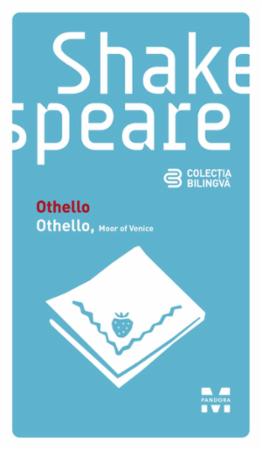 Shake
speare
COLECȚIA
BILINGVĂ
Othello
Othello, Moor of Venice
M
PANDORA